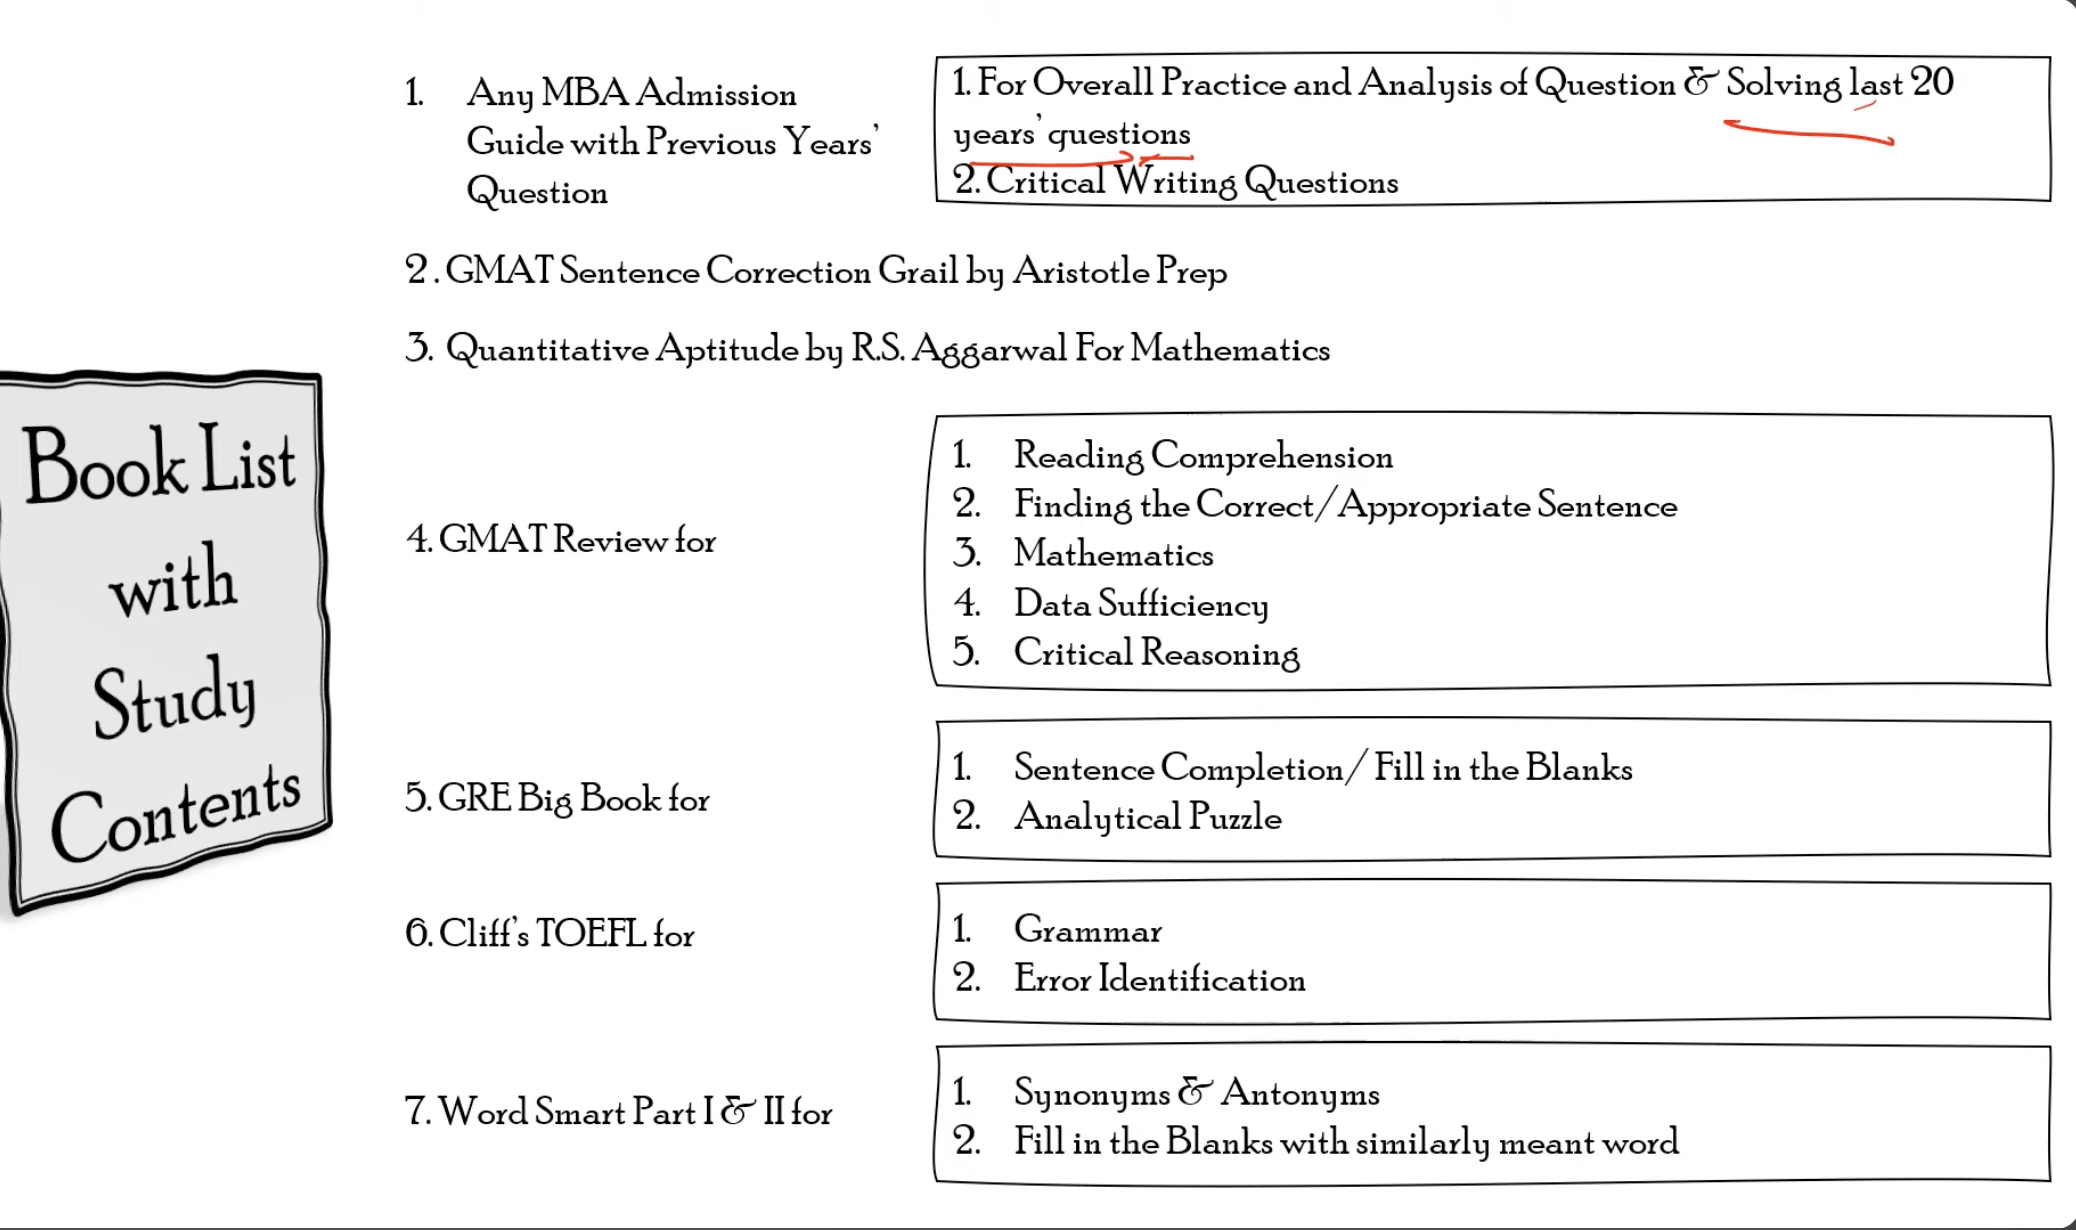 Book List
with
Study
Contents
1. Any MBA Admission
Guide with Previous Years'
Question
1. For Overall Practice and Analysis of Question & Solving last 20
years' questions
2. Critical Writing Questions
2. GMAT Sentence Correction Grail by Aristotle Prep
3. Quantitative Aptitude by R.S. Aggarwal For Mathematics
4. GMAT Review for
1. Reading Comprehension
2. Finding the Correct/Appropriate Sentence
3. Mathematics
4. Data Sufficiency
5. Critical Reasoning
5. GRE Big Book for
1. Sentence Completion/ Fill in the Blanks
2. Analytical Puzzle
6. Cliff's TOEFL for
1. Grammar
2. Error Identification
7. Word Smart Part I & II for
1. Synonyms & Antonyms
2. Fill in the Blanks with similarly meant word